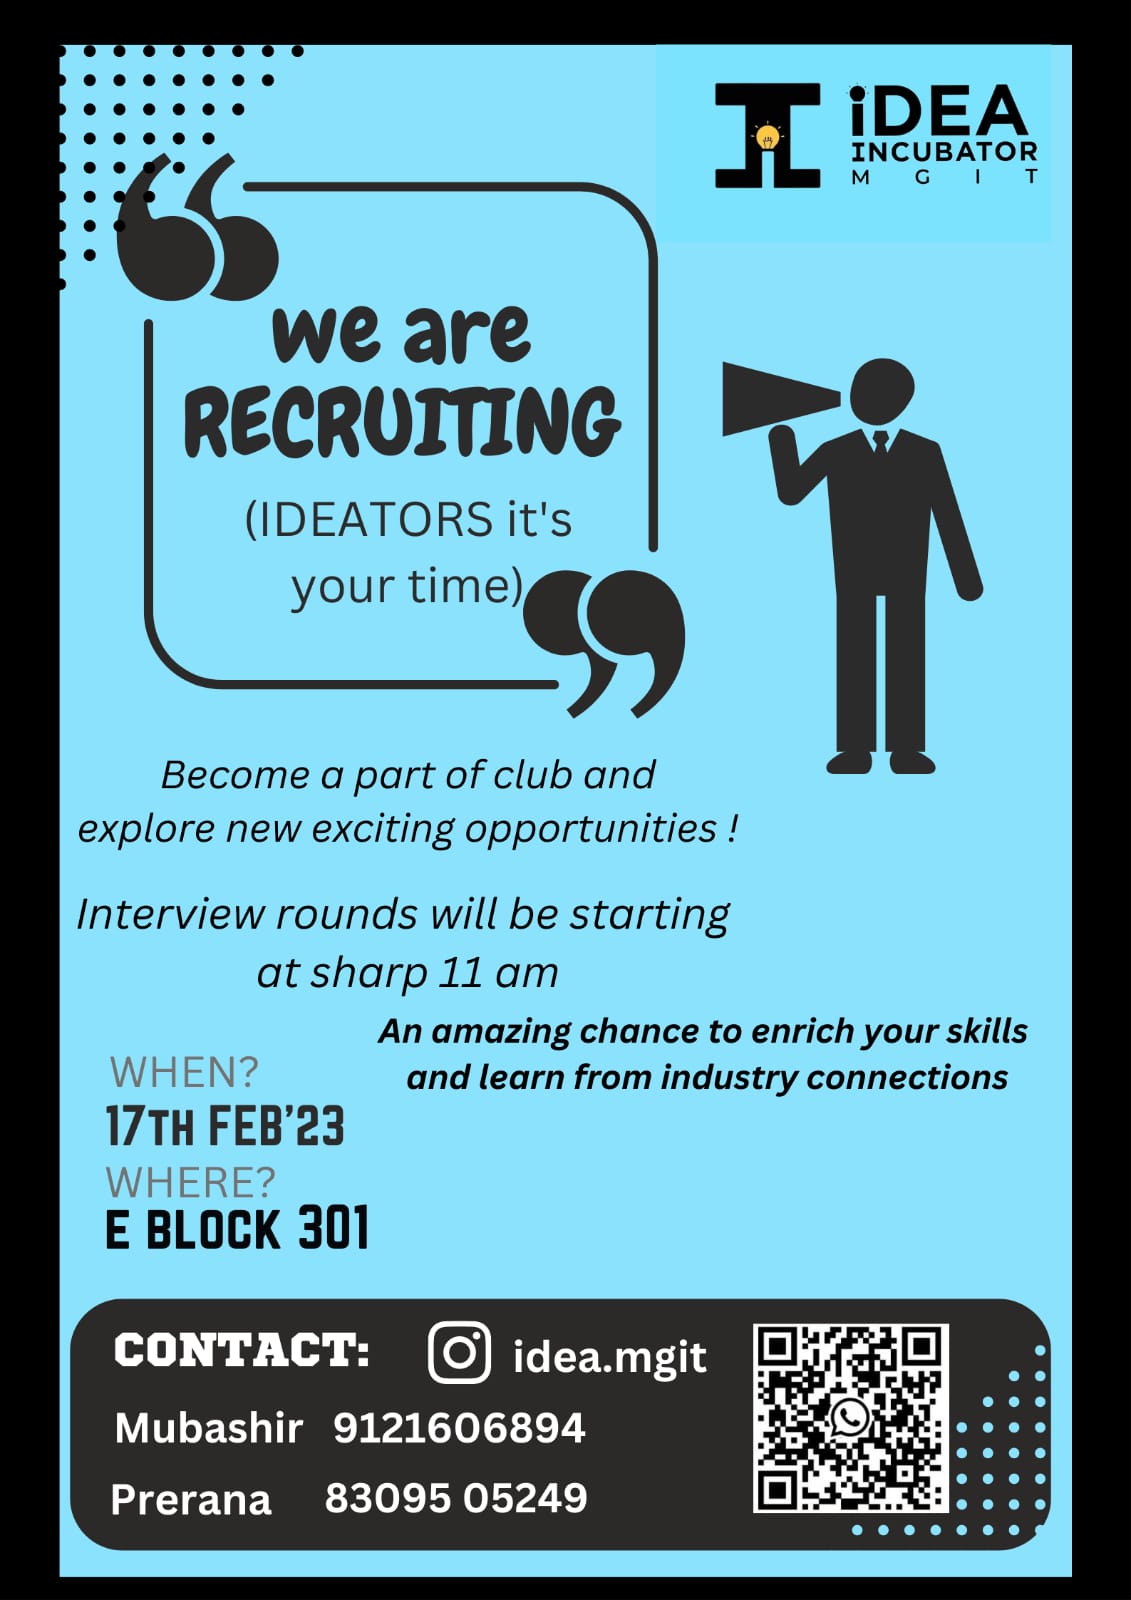 iDEA
INCUBATOR
MGIT
we are
RECRUITING
(IDEATORS it's
your time)
Become a part of club and
explore new exciting opportunities !
Interview rounds will be starting
at sharp 11 am
An amazing chance to enrich your skills
and learn from industry connections
WHEN?
17TH FEB'23
WHERE?
E BLOCK 301
CONTACT:
idea.mgit
Mubashir 9121606894
Prerana 83095 05249